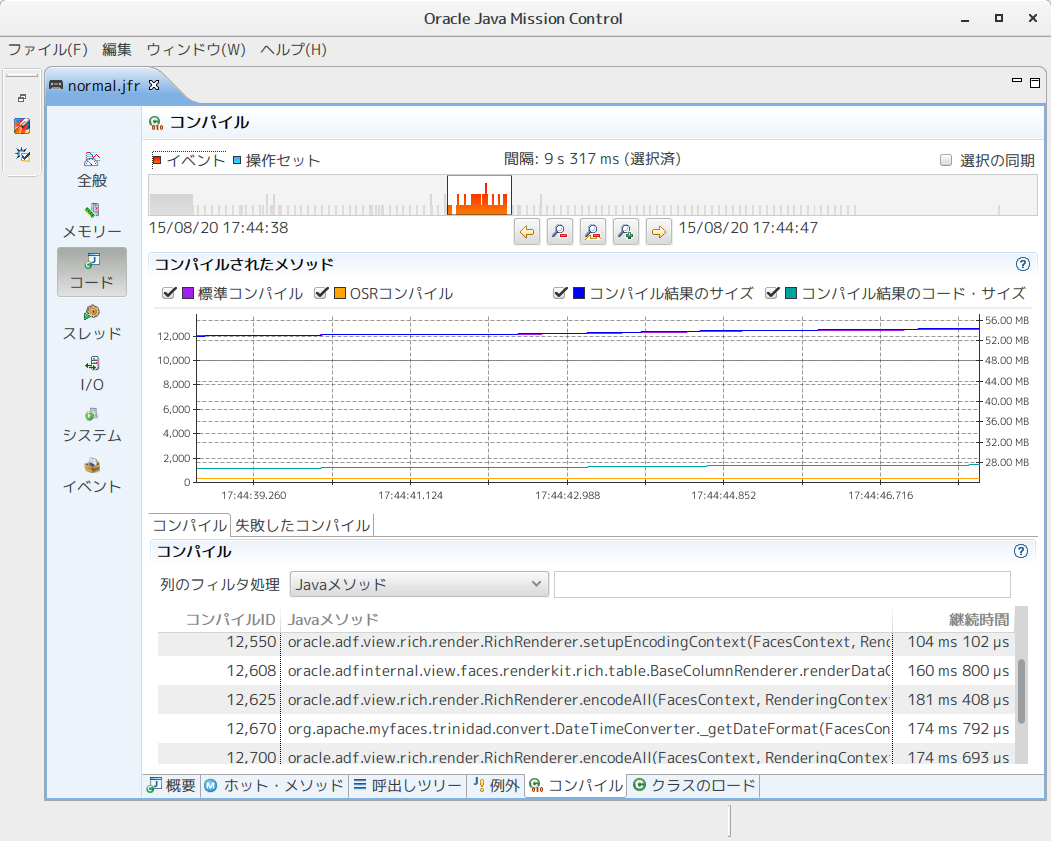 Oracle Java Mission Control
ファイル(F) 編集 ウィンドウ(W) ヘルプ(H)
normal.jfr
コンパイル
イベント 操作セット 間隔: 9 s 317 ms (選択済) 選択の同期
15/08/20 17:44:38 15/08/20 17:44:47
全般
メモリー
コード
スレッド
I/O
システム
イベント
コンパイルされたメソッド
標準コンパイル OSRコンパイル コンパイル結果のサイズ コンパイル結果のコード・サイズ
12,000
10,000
8,000
6,000
4,000
2,000
0
56.00 MB
52.00 MB
48.00 MB
44.00 MB
40.00 MB
36.00 MB
32.00 MB
28.00 MB
17:44:39.260 17:44:41.124 17:44:42.988 17:44:44.852 17:44:46.716
コンパイル 失敗したコンパイル
コンパイル
列のフィルタ処理 Javaメソッド
コンパイルID Javaメソッド 継続時間
12,550 oracle.adf.view.rich.render.RichRenderer.setupEncodingContext(FacesContext, Renc 104 ms 102 µs
12,608 oracle.adfinternal.view.faces.renderkit.rich.table.BaseColumnRenderer.renderDataC 160 ms 800 µs
12,625 oracle.adf.view.rich.render.RichRenderer.encodeAll(FacesContext, RenderingContex 181 ms 408 µs
12,670 org.apache.myfaces.trinidad.convert.DateTimeConverter._getDateFormat(FacesCon 174 ms 792 µs
12,700 oracle.adf.view.rich.render.RichRenderer.encodeAll(FacesContext, RenderingContex 174 ms 693 µs
概要 ホット・メソッド 呼出しツリー 例外 コンパイル クラスのロード